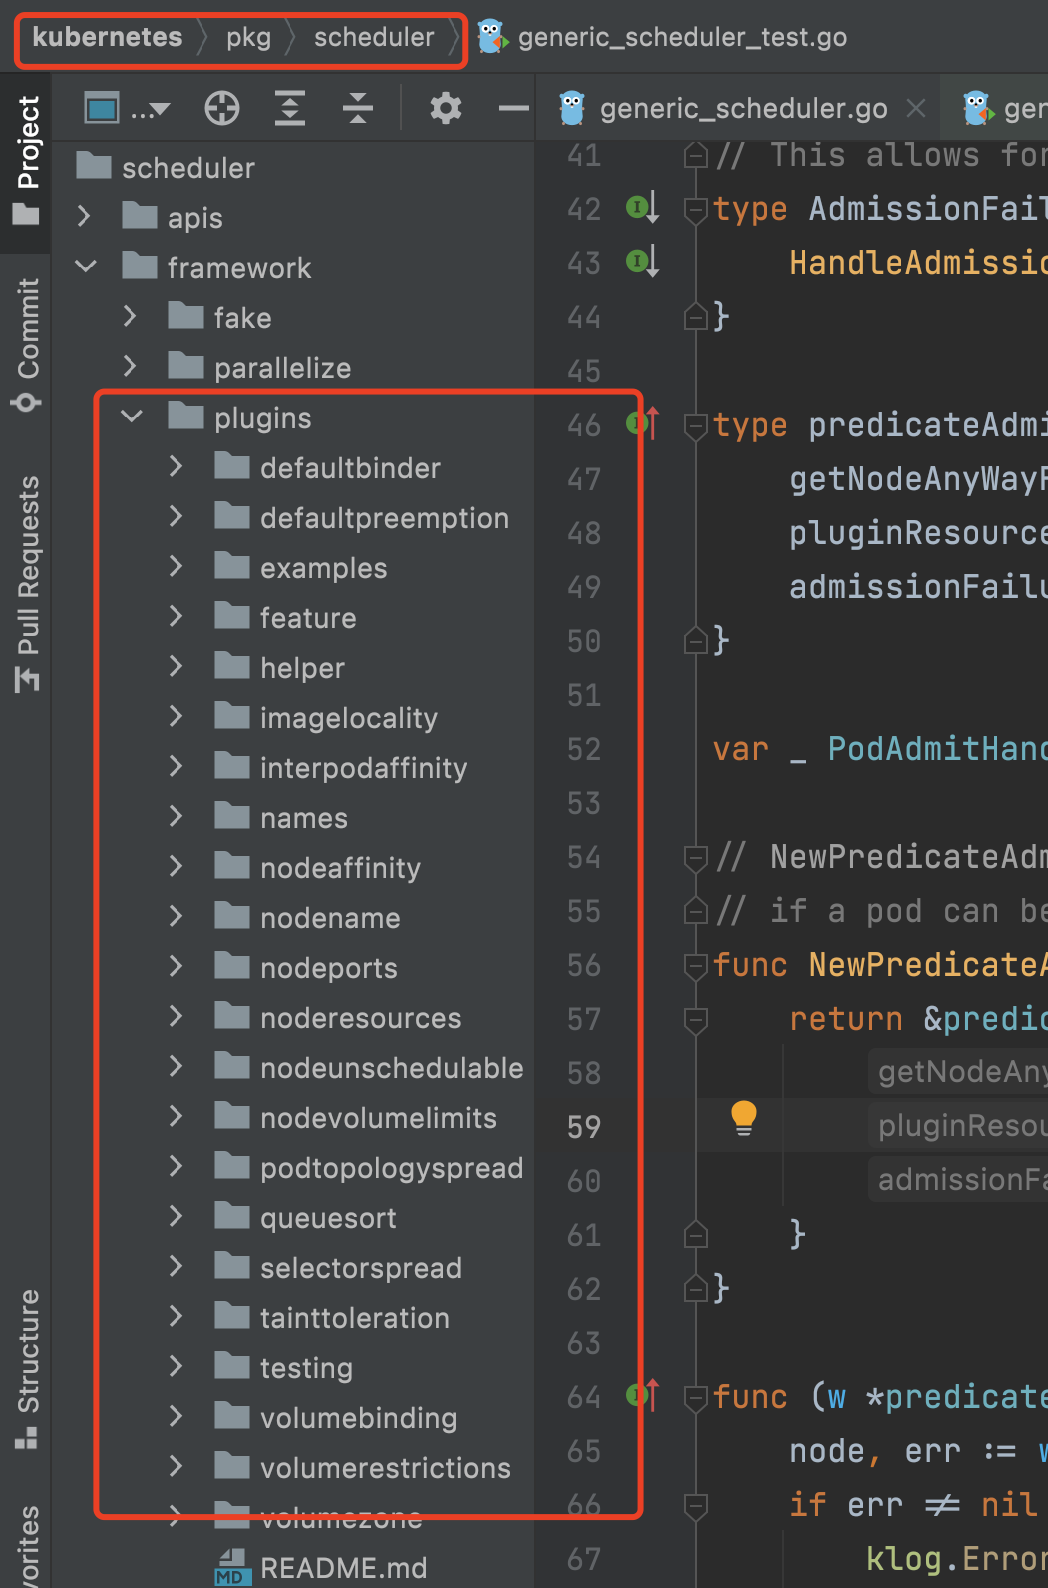 kubernetes pkg scheduler generic_scheduler_test.go
Project
Commit
Pull Requests
Structure
... generic_scheduler.go
scheduler
apis
framework
fake
parallelize
plugins
defaultbinder
defaultpreemption
examples
feature
helper
imagelocality
interpodaffinity
names
nodeaffinity
nodename
nodeports
noderesources
nodeunschedulable
nodevolumelimits
podtopologyspread
queuesort
selectorspread
tainttoleration
testing
volumebinding
volumerestrictions
volumezone
MD README.md
41 // This allows for
42 type AdmissionFail
43 HandleAdmissio
44 }
45
46 type predicateAdmi
47 getNodeAnyWayF
48 pluginResource
49 admissionFailu
50 }
51
52 var _ PodAdmitHand
53
54 // NewPredicateAdm
55 // if a pod can be
56 func NewPredicateA
57 return &predic
58 getNodeAny
59 pluginResou
60 admissionFa
61 }
62 }
63
64 func (w *predicate
65 node, err := w
66 if err ≠ nil
67 klog.Error